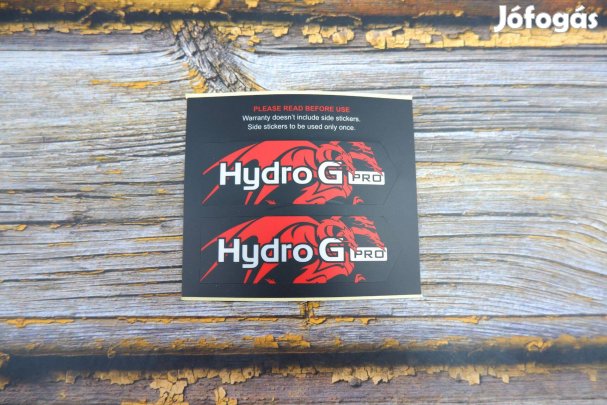 Jófogás
PLEASE READ BEFORE USE
Warranty doesn't include side stickers.
Side stickers to be used only once.
Hydro G PRO
Hydro G PRO